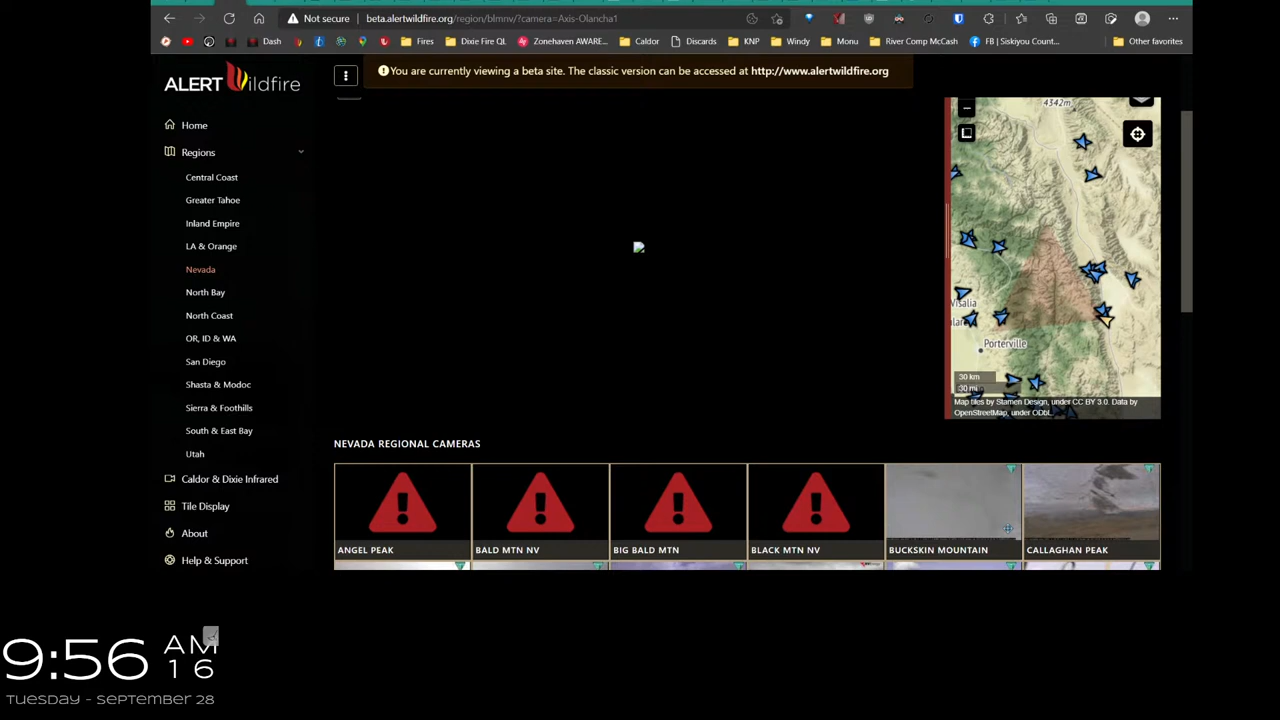 Not secure
beta.alertwildfire.org/region/blmnv/?camera=Axis-Olancha1
Dash
Fires
Dixie Fire QL
Zonehaven AWARE...
Caldor
Discards
KNP
Windy
Monu
River Comp McCash
FB | Siskiyou Count...
Other favorites
ALERT Wildfire
You are currently viewing a beta site. The classic version can be accessed at http://www.alertwildfire.org
Home
Regions
Central Coast
Greater Tahoe
Inland Empire
LA & Orange
Nevada
North Bay
North Coast
OR, ID & WA
San Diego
Shasta & Modoc
Sierra & Foothills
South & East Bay
Utah
Caldor & Dixie Infrared
Tile Display
About
Help & Support
4342m
Visalia
Porterville
30 km
30 mi
Map tiles by Stamen Design, under CC BY 3.0. Data by
OpenStreetMap, under ODbL.
NEVADA REGIONAL CAMERAS
ANGEL PEAK
BALD MTN NV
BIG BALD MTN
BLACK MTN NV
BUCKSKIN MOUNTAIN
CALLAGHAN PEAK
9:56 AM
16
TUESDAY - SEPTEMBER 28